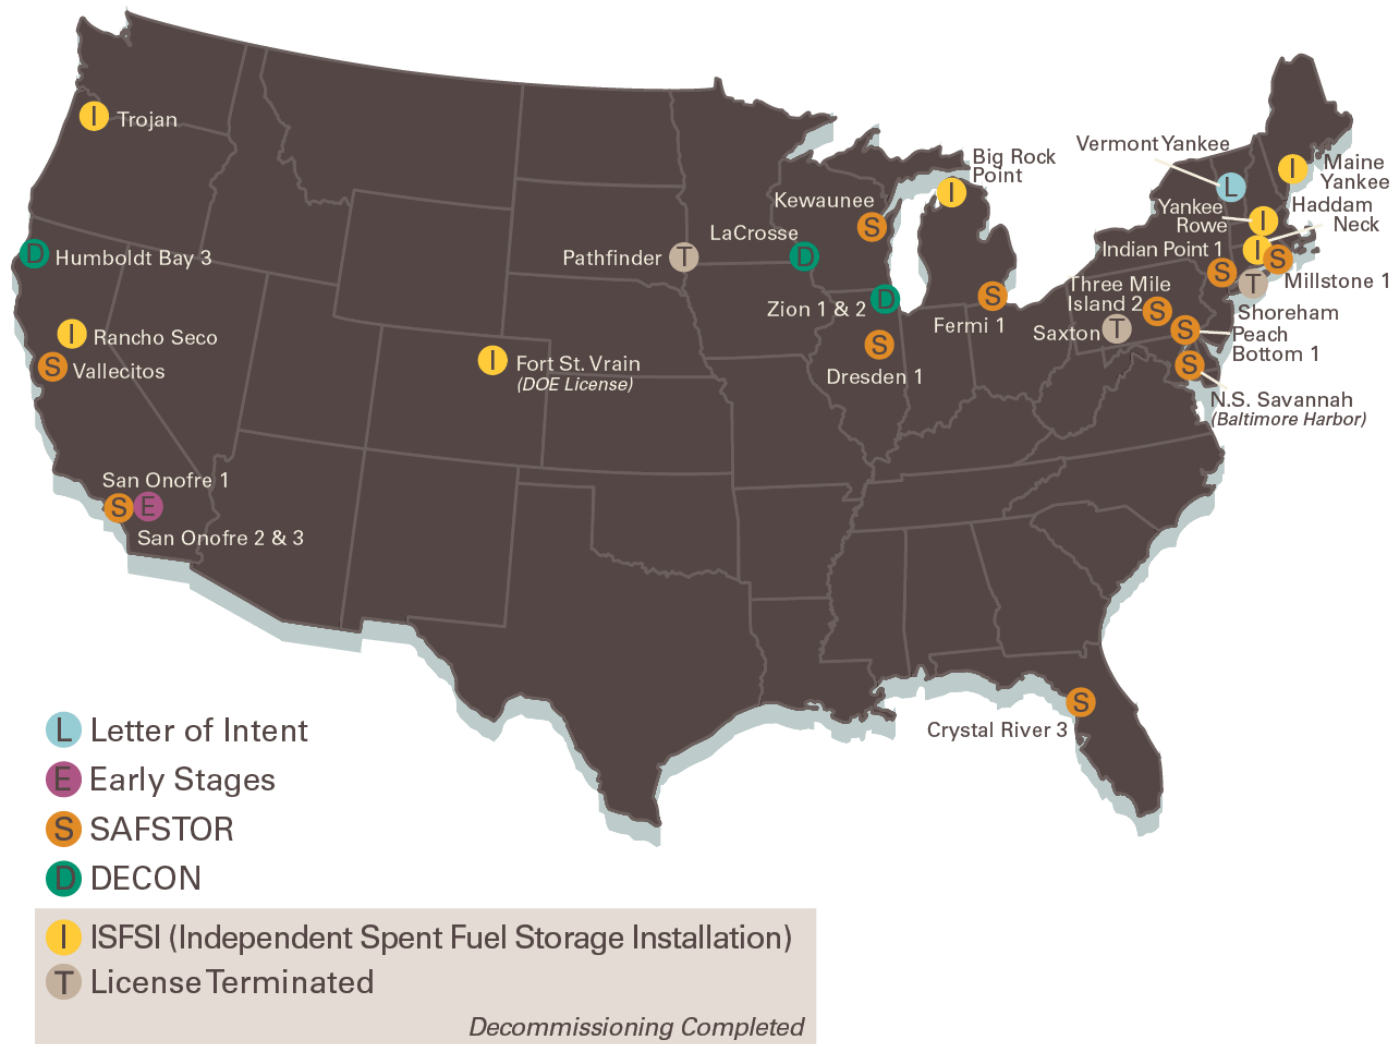 Vermont Yankee
Big Rock
Point
Maine
Yankee
I
I
Trojan
I
L
Kewaunee
Yankee
Rowe
I
Haddam
Neck
S
LaCrosse
D
Humboldt Bay 3
Pathfinder
T
D
Indian Point 1
I
S
S
Millstone 1
T
Three Mile
Island 2
S
Zion 1 & 2
D
Fermi 1
S
Shoreham
Saxton
T
S
Peach
Bottom 1
I
Rancho Seco
S
Vallecitos
I
Fort St. Vrain
(DOE License)
S
Dresden 1
S
N.S. Savannah
(Baltimore Harbor)
San Onofre 1
S
E
San Onofre 2 & 3
S
Crystal River 3
L Letter of Intent
E Early Stages
S SAFSTOR
D DECON
I ISFSI (Independent Spent Fuel Storage Installation)
T License Terminated
Decommissioning Completed